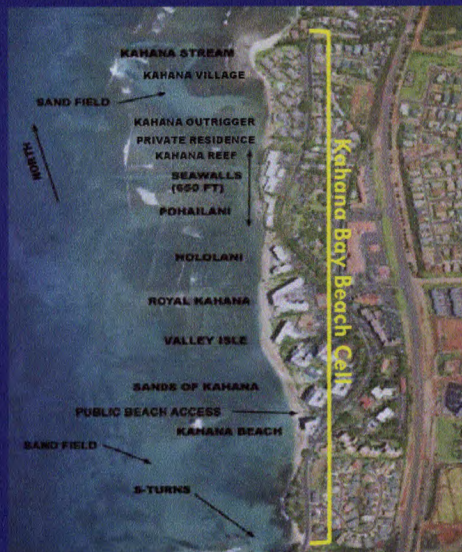 KAHANA STREAM
KAHANA VILLAGE
SAND FIELD
KAHANA OUTRIGGER
PRIVATE RESIDENCE
NORTH
KAHANA REEF
SEAWALLS
(650 FT)
POHAILANI
HOLOLANI
ROYAL KAHANA
VALLEY ISLE
SANDS OF KAHANA
PUBLIC BEACH ACCESS
KAHANA BEACH
SAND FIELD
S-TURNS
Kahana Bay Beach Cell